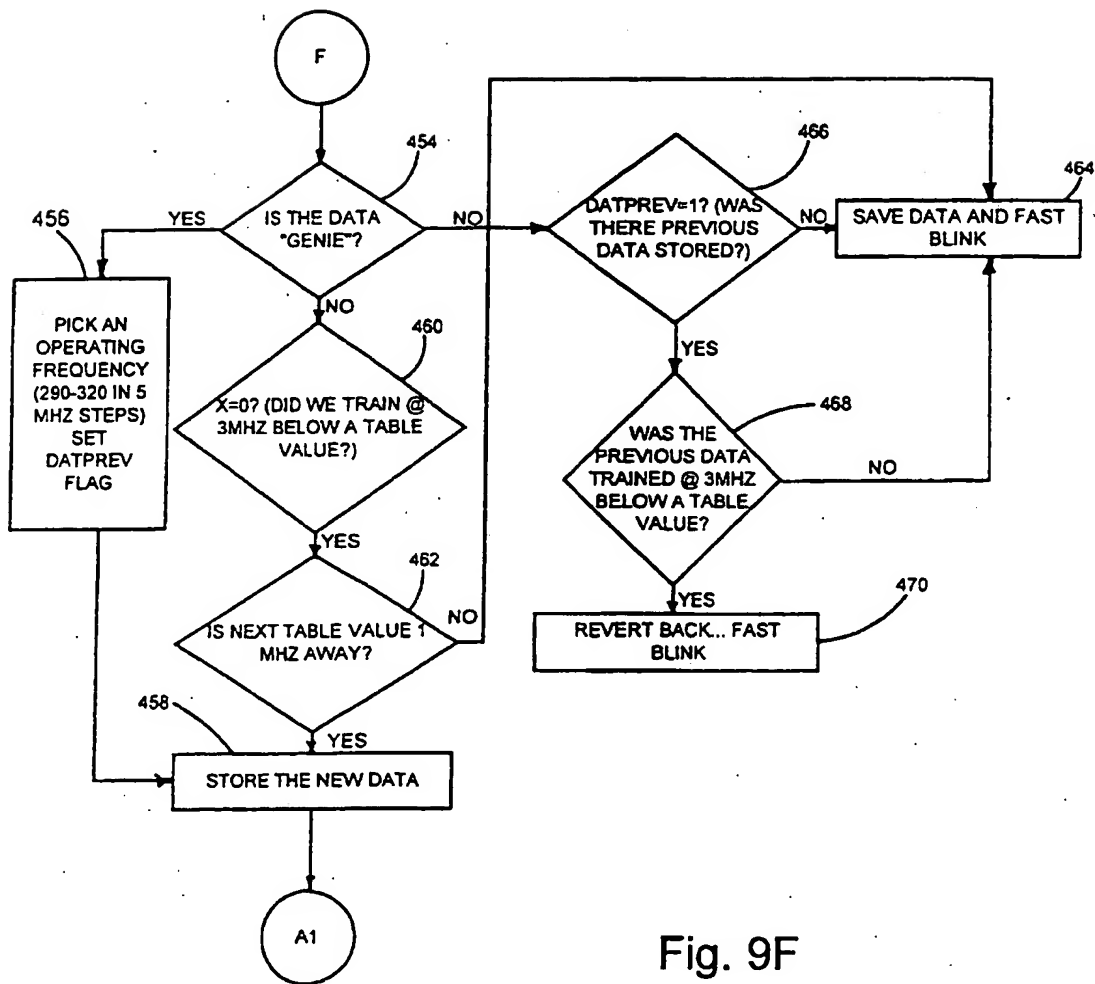 F
454
466
464
456
YES
IS THE DATA
"GENIE"?
NO
DATPREV=1? (WAS
THERE PREVIOUS
DATA STORED?)
NO
SAVE DATA AND FAST
BLINK
NO
460
PICK AN
OPERATING
FREQUENCY
(290-320 IN 5
MHZ STEPS)
SET
DATPREV
FLAG
X=0? (DID WE TRAIN @
3MHZ BELOW A TABLE
VALUE?)
YES
468
WAS THE
PREVIOUS DATA
TRAINED @ 3MHZ
BELOW A TABLE
VALUE?
NO
YES
462
IS NEXT TABLE VALUE 1
MHZ AWAY?
NO
YES
470
REVERT BACK... FAST
BLINK
458
YES
STORE THE NEW DATA
A1
Fig. 9F